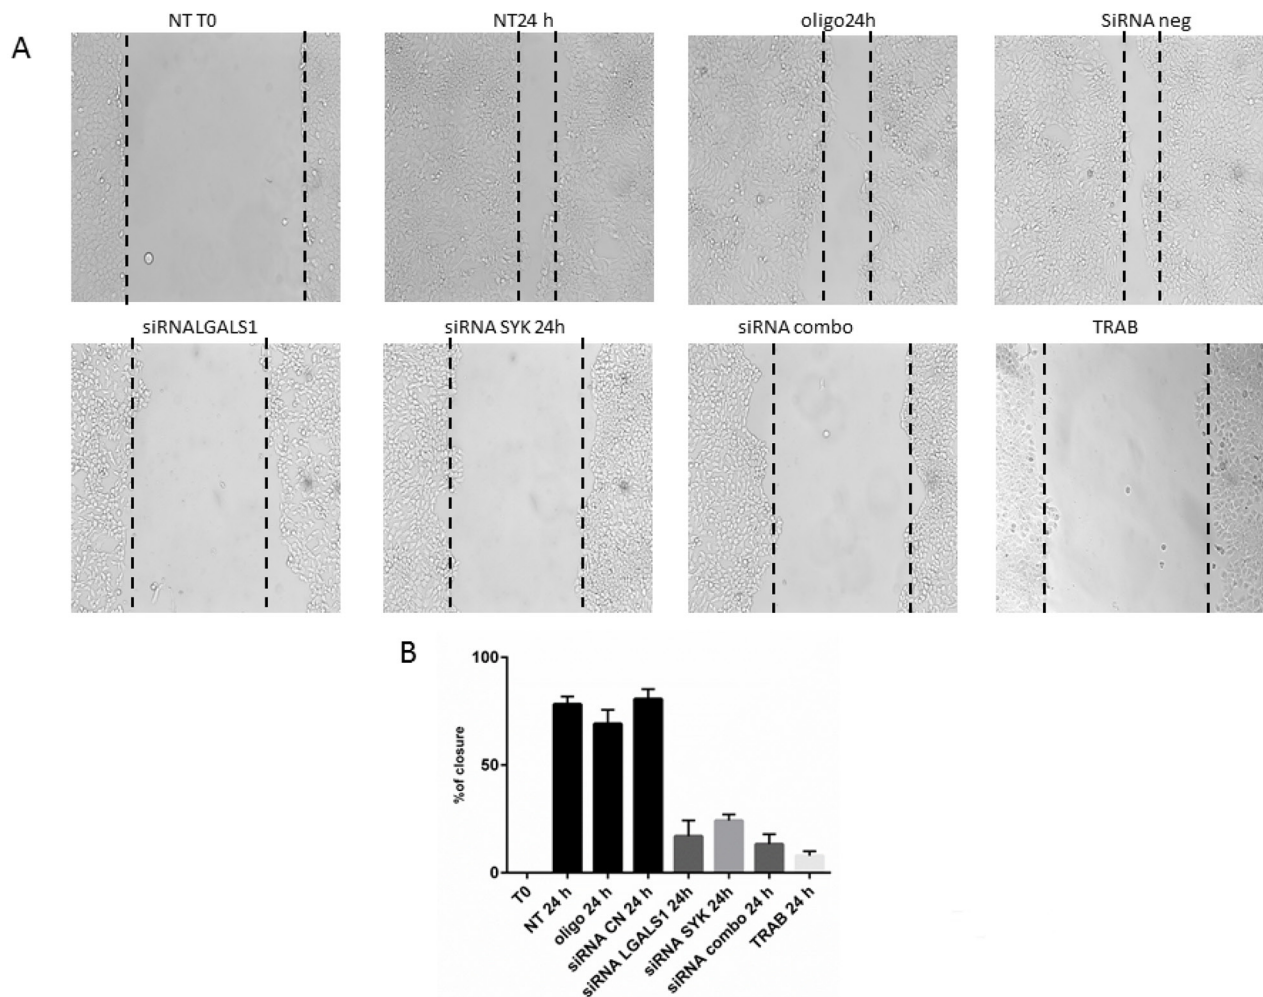 A
NT T0
NT24 h
oligo24h
SiRNA neg
siRNALGALS1
siRNA SYK 24h
siRNA combo
TRAB
B
100
50
0
%of closure
T0
NT 24 h
oligo 24 h
siRNA CN 24 h
siRNA LGALS1 24h
siRNA SYK 24h
siRNA combo 24 h
TRAB 24 h